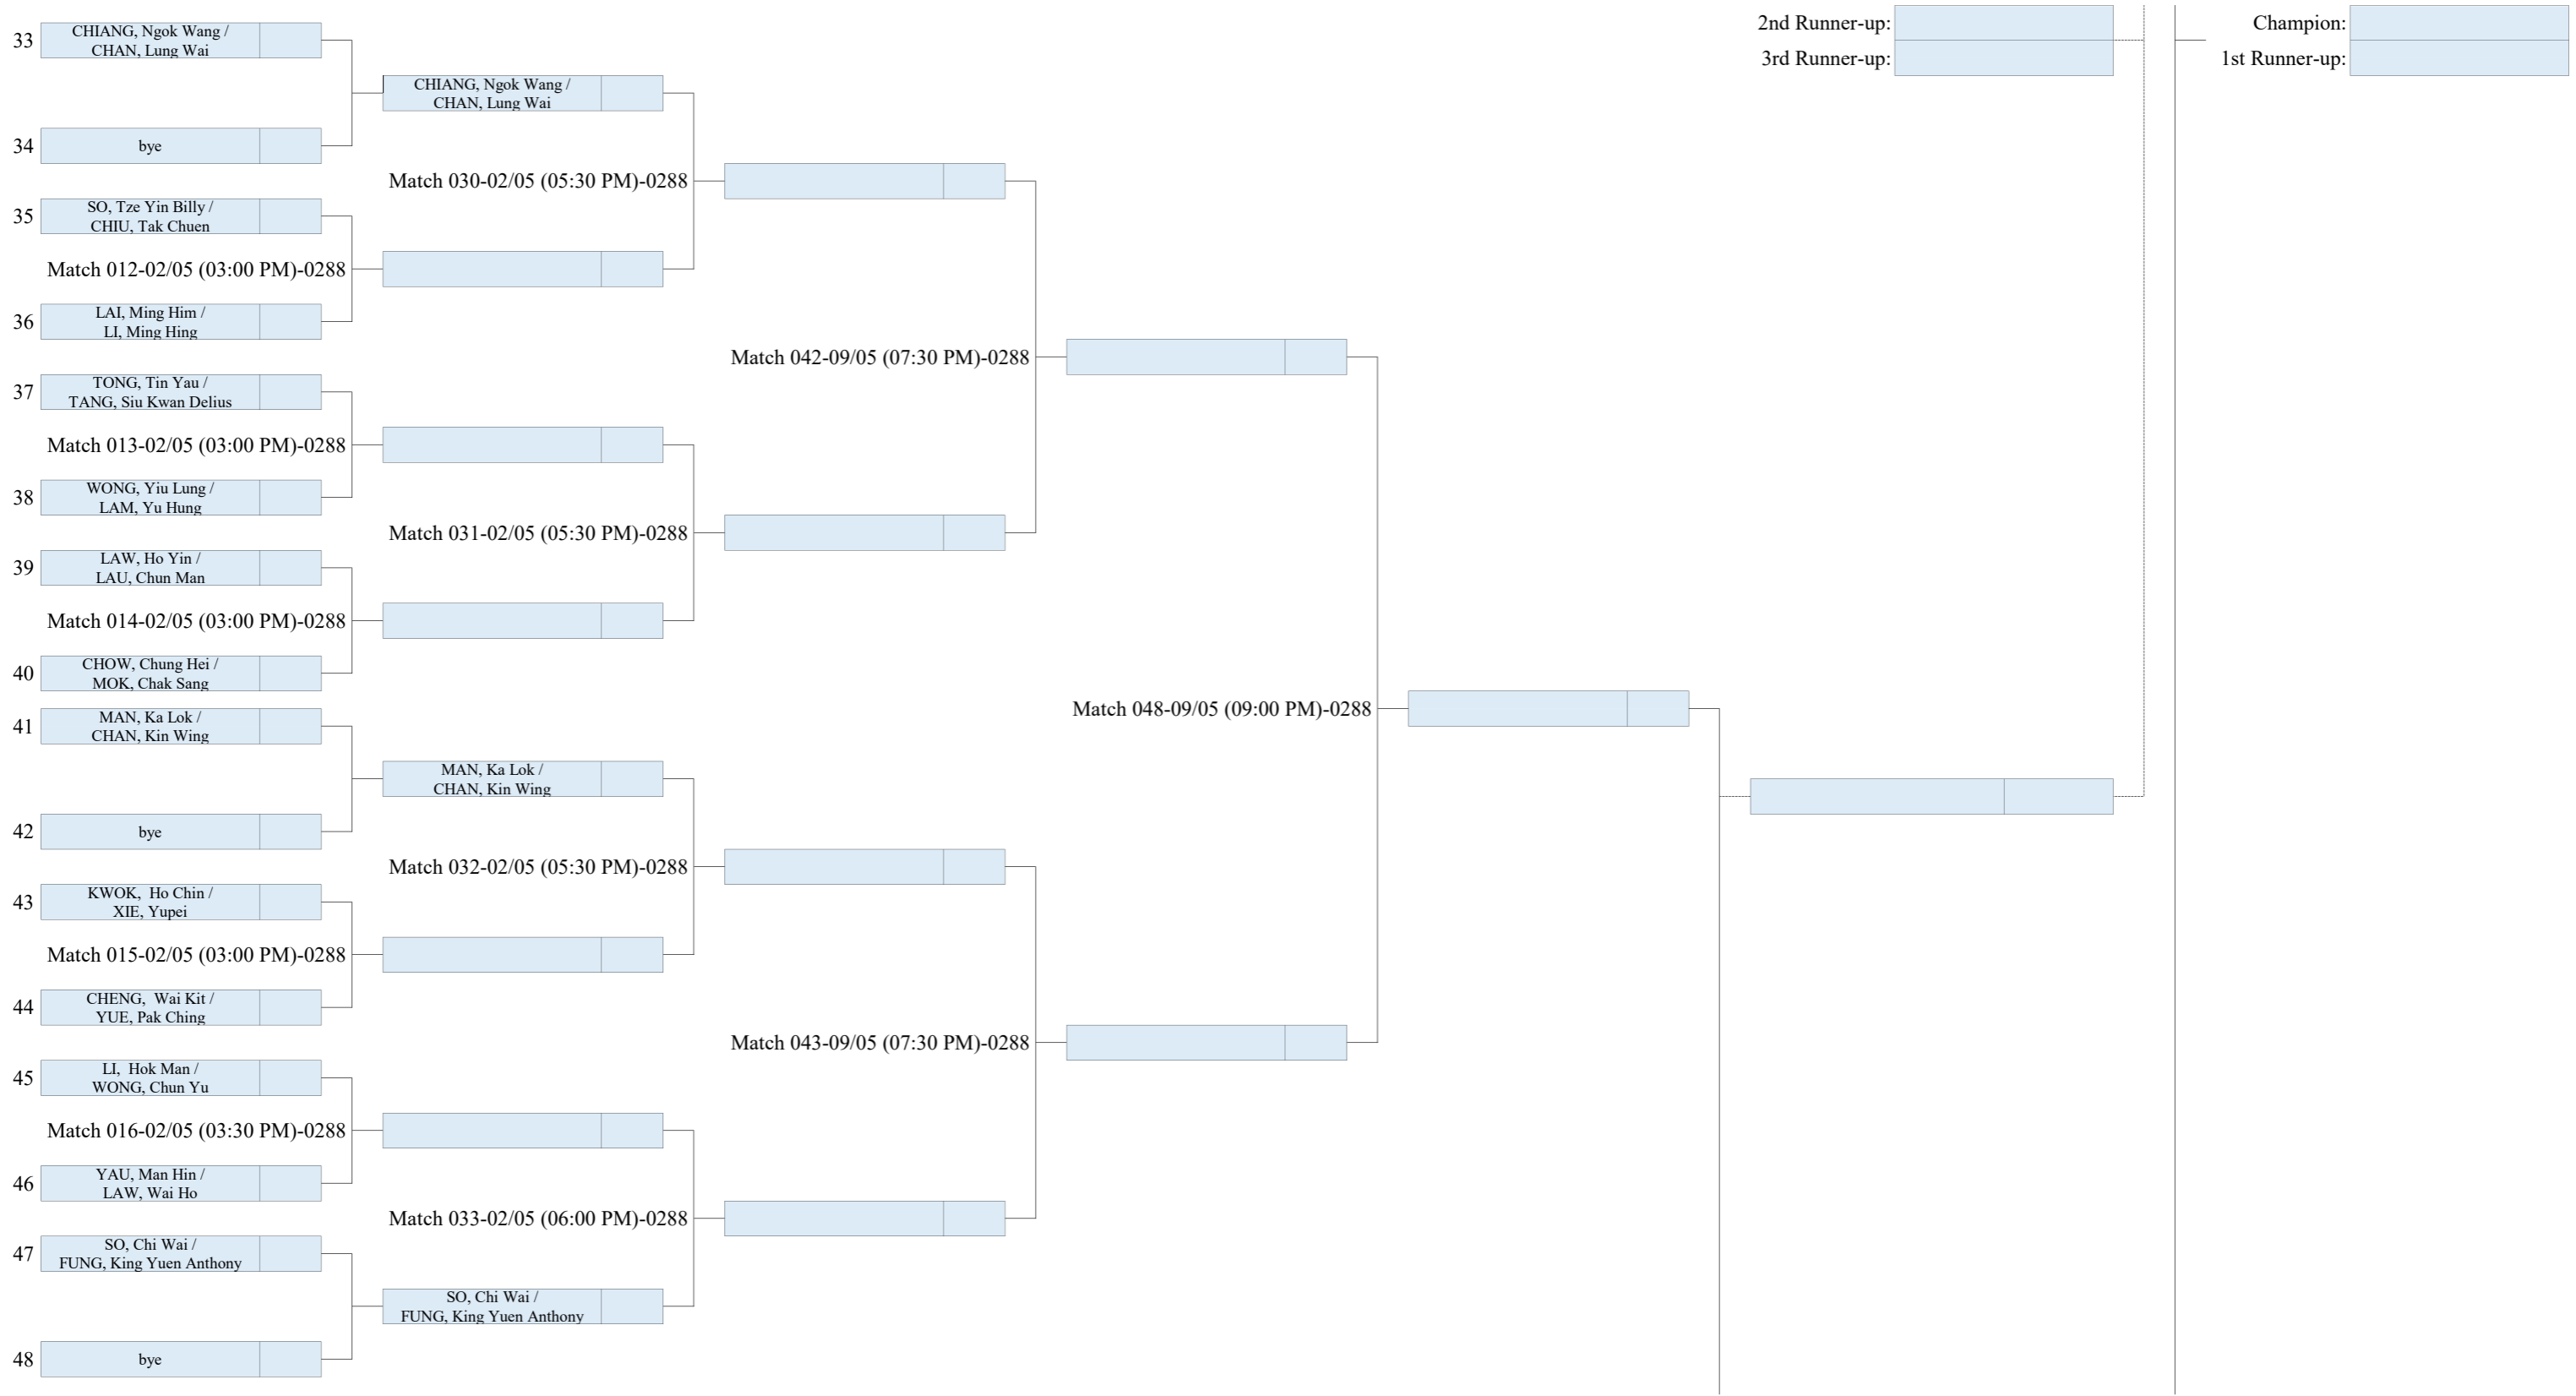 2nd Runner-up:
Champion:
3rd Runner-up:
1st Runner-up:
33
CHIANG, Ngok Wang /
CHAN, Lung Wai
CHIANG, Ngok Wang /
CHAN, Lung Wai
34
bye
Match 030-02/05 (05:30 PM)-0288
35
SO, Tze Yin Billy /
CHIU, Tak Chuen
Match 012-02/05 (03:00 PM)-0288
36
LAI, Ming Him /
LI, Ming Hing
Match 042-09/05 (07:30 PM)-0288
37
TONG, Tin Yau /
TANG, Siu Kwan Delius
Match 013-02/05 (03:00 PM)-0288
38
WONG, Yiu Lung /
LAM, Yu Hung
Match 031-02/05 (05:30 PM)-0288
39
LAW, Ho Yin /
LAU, Chun Man
Match 014-02/05 (03:00 PM)-0288
40
CHOW, Chung Hei /
MOK, Chak Sang
Match 048-09/05 (09:00 PM)-0288
41
MAN, Ka Lok /
CHAN, Kin Wing
MAN, Ka Lok /
CHAN, Kin Wing
42
bye
Match 032-02/05 (05:30 PM)-0288
43
KWOK,  Ho Chin /
XIE, Yupei
Match 015-02/05 (03:00 PM)-0288
44
CHENG,  Wai Kit /
YUE, Pak Ching
Match 043-09/05 (07:30 PM)-0288
45
LI,  Hok Man /
WONG, Chun Yu
Match 016-02/05 (03:30 PM)-0288
46
YAU, Man Hin /
LAW, Wai Ho
Match 033-02/05 (06:00 PM)-0288
47
SO, Chi Wai /
FUNG, King Yuen Anthony
SO, Chi Wai /
FUNG, King Yuen Anthony
48
bye